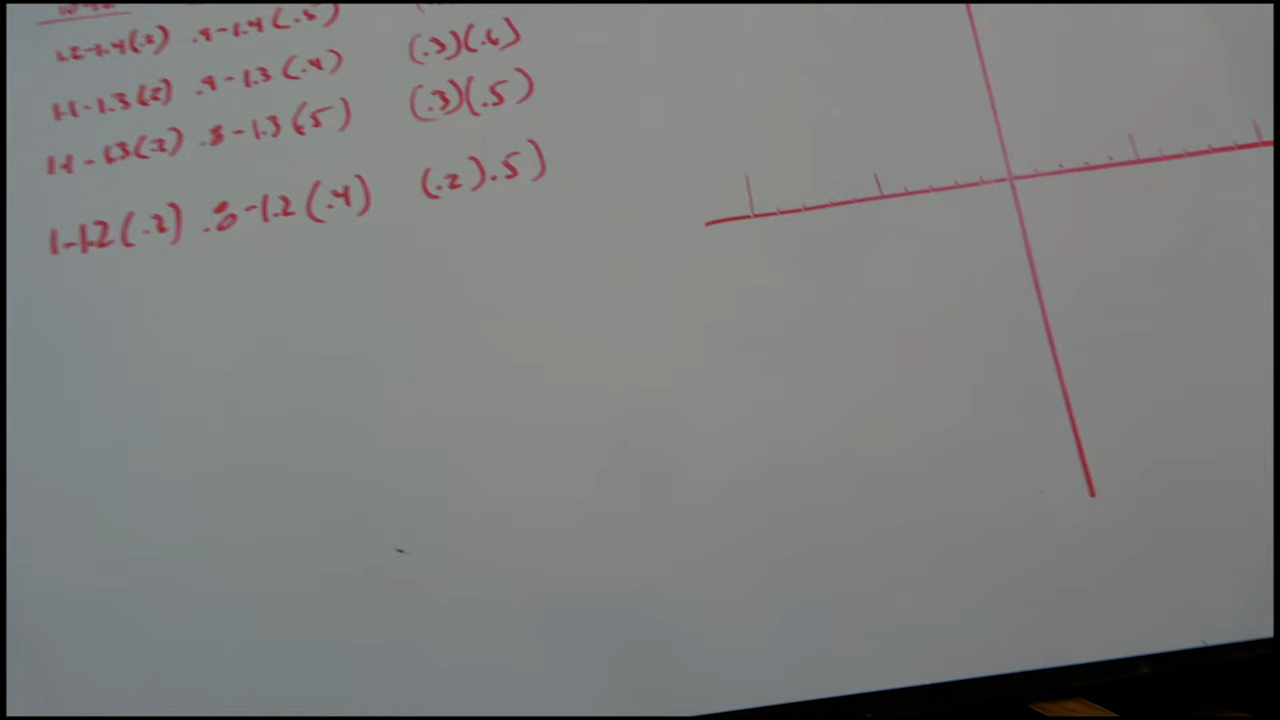 1.2-1.4(.2) .9-1.4(.5)
1.1-1.3(.2) .9-1.3(.4) (.3)(.6)
1.1-1.3(.2) .8-1.3(.5) (.3)(.5)
1-1.2(.2) .8-1.2(.4) (.2).5)